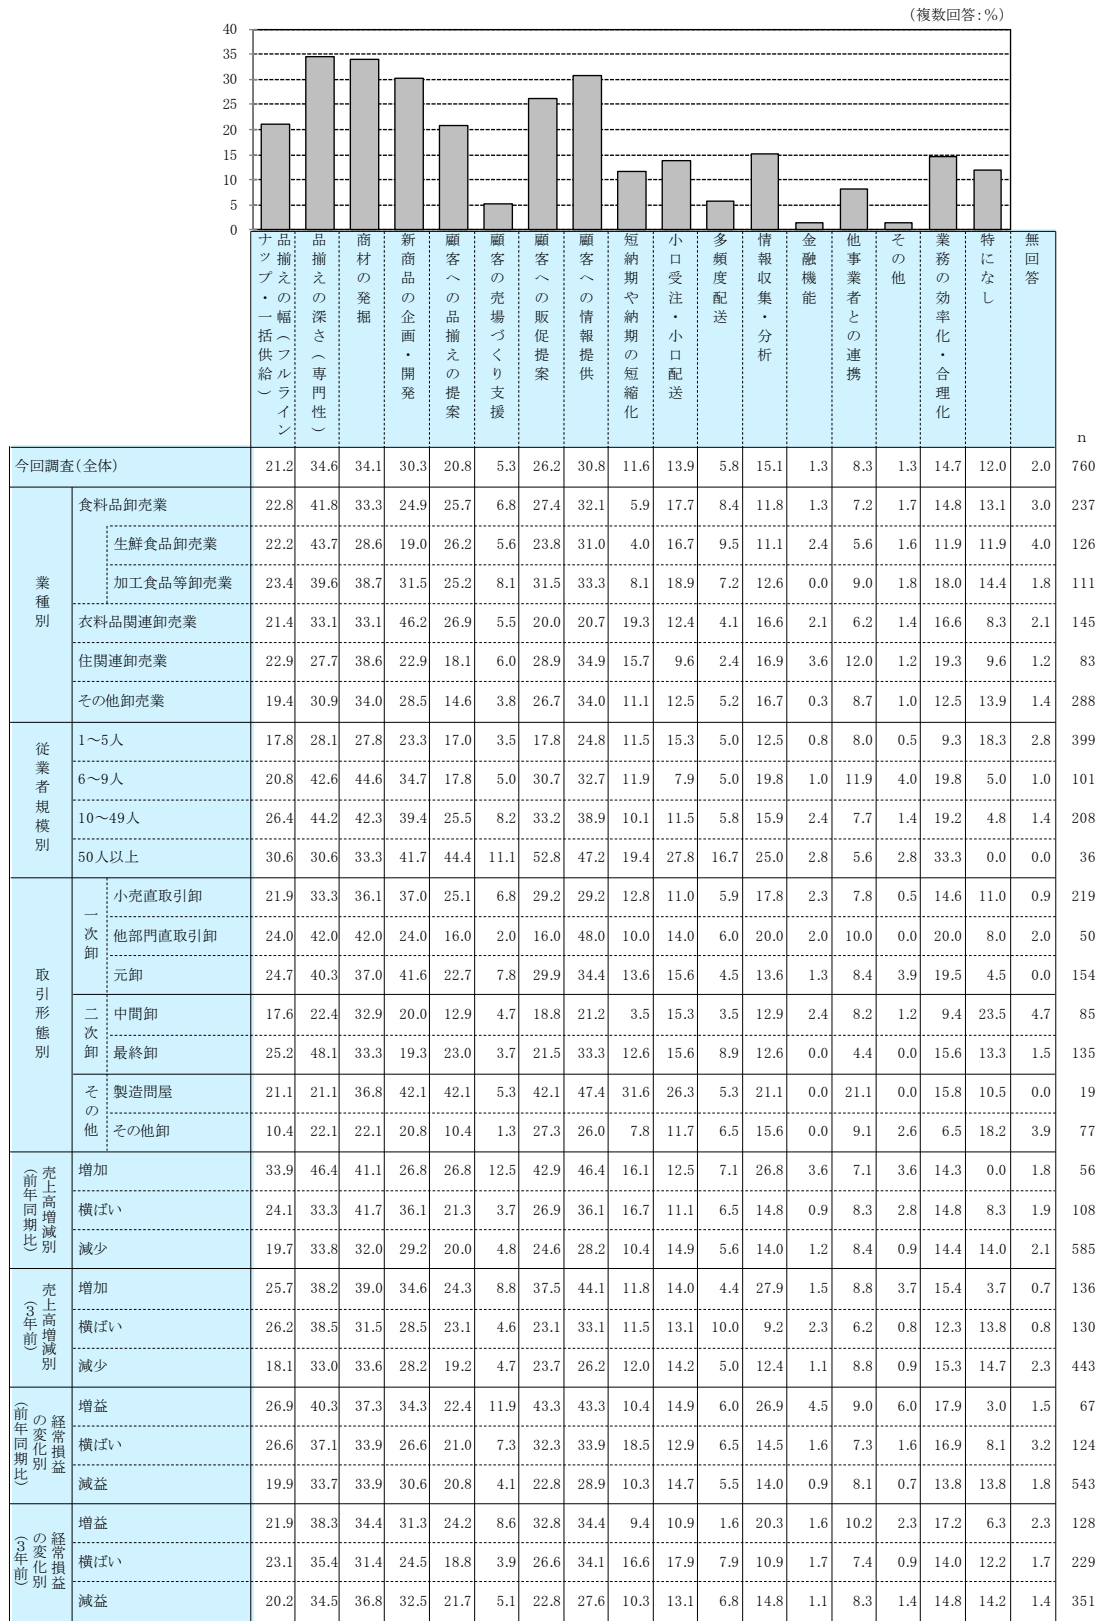 （複数回答：％）
40
35
30
25
20
15
10
5
0
品揃えの幅（フルライン
ナップ・一括供給）
品揃えの深さ（専門性）
商材の発掘
新商品の企画・開発
顧客への品揃えの提案
顧客の売場づくり支援
顧客への販促提案
顧客への情報提供
短納期や納期の短縮化
小口受注・小口配送
多頻度配送
情報収集・分析
金融機能
他事業者との連携
その他
業務の効率化・合理化
特になし
無回答
n
今回調査（全体） 21.2 34.6 34.1 30.3 20.8 5.3 26.2 30.8 11.6 13.9 5.8 15.1 1.3 8.3 1.3 14.7 12.0 2.0 760
業種別
食料品卸売業 22.8 41.8 33.3 24.9 25.7 6.8 27.4 32.1 5.9 17.7 8.4 11.8 1.3 7.2 1.7 14.8 13.1 3.0 237
生鮮食品卸売業 22.2 43.7 28.6 19.0 26.2 5.6 23.8 31.0 4.0 16.7 9.5 11.1 2.4 5.6 1.6 11.9 11.9 4.0 126
加工食品等卸売業 23.4 39.6 38.7 31.5 25.2 8.1 31.5 33.3 8.1 18.9 7.2 12.6 0.0 9.0 1.8 18.0 14.4 1.8 111
衣料品関連卸売業 21.4 33.1 33.1 46.2 26.9 5.5 20.0 20.7 19.3 12.4 4.1 16.6 2.1 6.2 1.4 16.6 8.3 2.1 145
住関連卸売業 22.9 27.7 38.6 22.9 18.1 6.0 28.9 34.9 15.7 9.6 2.4 16.9 3.6 12.0 1.2 19.3 9.6 1.2 83
その他卸売業 19.4 30.9 34.0 28.5 14.6 3.8 26.7 34.0 11.1 12.5 5.2 16.7 0.3 8.7 1.0 12.5 13.9 1.4 288
従業者規模別
1～5人 17.8 28.1 27.8 23.3 17.0 3.5 17.8 24.8 11.5 15.3 5.0 12.5 0.8 8.0 0.5 9.3 18.3 2.8 399
6～9人 20.8 42.6 44.6 34.7 17.8 5.0 30.7 32.7 11.9 7.9 5.0 19.8 1.0 11.9 4.0 19.8 5.0 1.0 101
10～49人 26.4 44.2 42.3 39.4 25.5 8.2 33.2 38.9 10.1 11.5 5.8 15.9 2.4 7.7 1.4 19.2 4.8 1.4 208
50人以上 30.6 30.6 33.3 41.7 44.4 11.1 52.8 47.2 19.4 27.8 16.7 25.0 2.8 5.6 2.8 33.3 0.0 0.0 36
取引形態別
一次卸
小売直取引卸 21.9 33.3 36.1 37.0 25.1 6.8 29.2 29.2 12.8 11.0 5.9 17.8 2.3 7.8 0.5 14.6 11.0 0.9 219
他部門直取引卸 24.0 42.0 42.0 24.0 16.0 2.0 16.0 48.0 10.0 14.0 6.0 20.0 2.0 10.0 0.0 20.0 8.0 2.0 50
元卸 24.7 40.3 37.0 41.6 22.7 7.8 29.9 34.4 13.6 15.6 4.5 13.6 1.3 8.4 3.9 19.5 4.5 0.0 154
二次卸
中間卸 17.6 22.4 32.9 20.0 12.9 4.7 18.8 21.2 3.5 15.3 3.5 12.9 2.4 8.2 1.2 9.4 23.5 4.7 85
最終卸 25.2 48.1 33.3 19.3 23.0 3.7 21.5 33.3 12.6 15.6 8.9 12.6 0.0 4.4 0.0 15.6 13.3 1.5 135
その他
製造問屋 21.1 21.1 36.8 42.1 42.1 5.3 42.1 47.4 31.6 26.3 5.3 21.1 0.0 21.1 0.0 15.8 10.5 0.0 19
その他卸 10.4 22.1 22.1 20.8 10.4 1.3 27.3 26.0 7.8 11.7 6.5 15.6 0.0 9.1 2.6 6.5 18.2 3.9 77
売上高増減別
（前年同期比）
増加 33.9 46.4 41.1 26.8 26.8 12.5 42.9 46.4 16.1 12.5 7.1 26.8 3.6 7.1 3.6 14.3 0.0 1.8 56
横ばい 24.1 33.3 41.7 36.1 21.3 3.7 26.9 36.1 16.7 11.1 6.5 14.8 0.9 8.3 2.8 14.8 8.3 1.9 108
減少 19.7 33.8 32.0 29.2 20.0 4.8 24.6 28.2 10.4 14.9 5.6 14.0 1.2 8.4 0.9 14.4 14.0 2.1 585
売上高増減別
（3年前）
増加 25.7 38.2 39.0 34.6 24.3 8.8 37.5 44.1 11.8 14.0 4.4 27.9 1.5 8.8 3.7 15.4 3.7 0.7 136
横ばい 26.2 38.5 31.5 28.5 23.1 4.6 23.1 33.1 11.5 13.1 10.0 9.2 2.3 6.2 0.8 12.3 13.8 0.8 130
減少 18.1 33.0 33.6 28.2 19.2 4.7 23.7 26.2 12.0 14.2 5.0 12.4 1.1 8.8 0.9 15.3 14.7 2.3 443
経常損益
の変化別
（前年同期比）
増益 26.9 40.3 37.3 34.3 22.4 11.9 43.3 43.3 10.4 14.9 6.0 26.9 4.5 9.0 6.0 17.9 3.0 1.5 67
横ばい 26.6 37.1 33.9 26.6 21.0 7.3 32.3 33.9 18.5 12.9 6.5 14.5 1.6 7.3 1.6 16.9 8.1 3.2 124
減益 19.9 33.7 33.9 30.6 20.8 4.1 22.8 28.9 10.3 14.7 5.5 14.0 0.9 8.1 0.7 13.8 13.8 1.8 543
経常損益
の変化別
（3年前）
増益 21.9 38.3 34.4 31.3 24.2 8.6 32.8 34.4 9.4 10.9 1.6 20.3 1.6 10.2 2.3 17.2 6.3 2.3 128
横ばい 23.1 35.4 31.4 24.5 18.8 3.9 26.6 34.1 16.6 17.9 7.9 10.9 1.7 7.4 0.9 14.0 12.2 1.7 229
減益 20.2 34.5 36.8 32.5 21.7 5.1 22.8 27.6 10.3 13.1 6.8 14.8 1.1 8.3 1.4 14.8 14.2 1.4 351